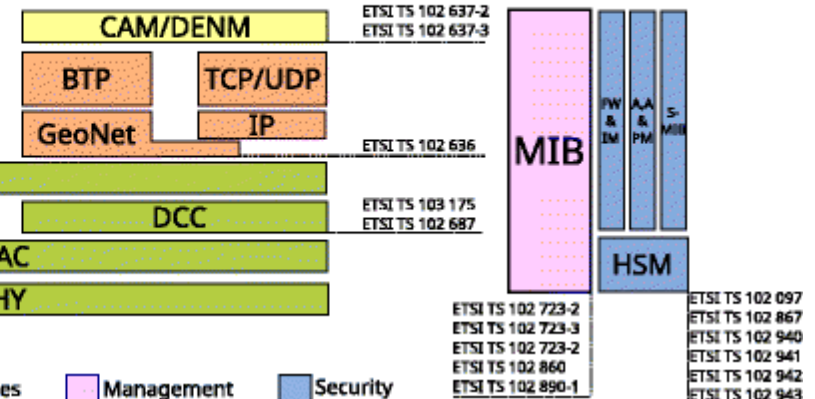 CAM/DENM
ETSI TS 102 637-2
ETSI TS 102 637-3
BTP
TCP/UDP
GeoNet
IP
ETSI TS 102 636
DCC
ETSI TS 103 175
ETSI TS 102 687
AC
HY
MIB
FW & IM
AA & PM
S-MIB
HSM
ETSI TS 102 723-2
ETSI TS 102 723-3
ETSI TS 102 723-2
ETSI TS 102 860
ETSI TS 102 890-1
ETSI TS 102 097
ETSI TS 102 867
ETSI TS 102 940
ETSI TS 102 941
ETSI TS 102 942
ETSI TS 102 943
es
Management
Security